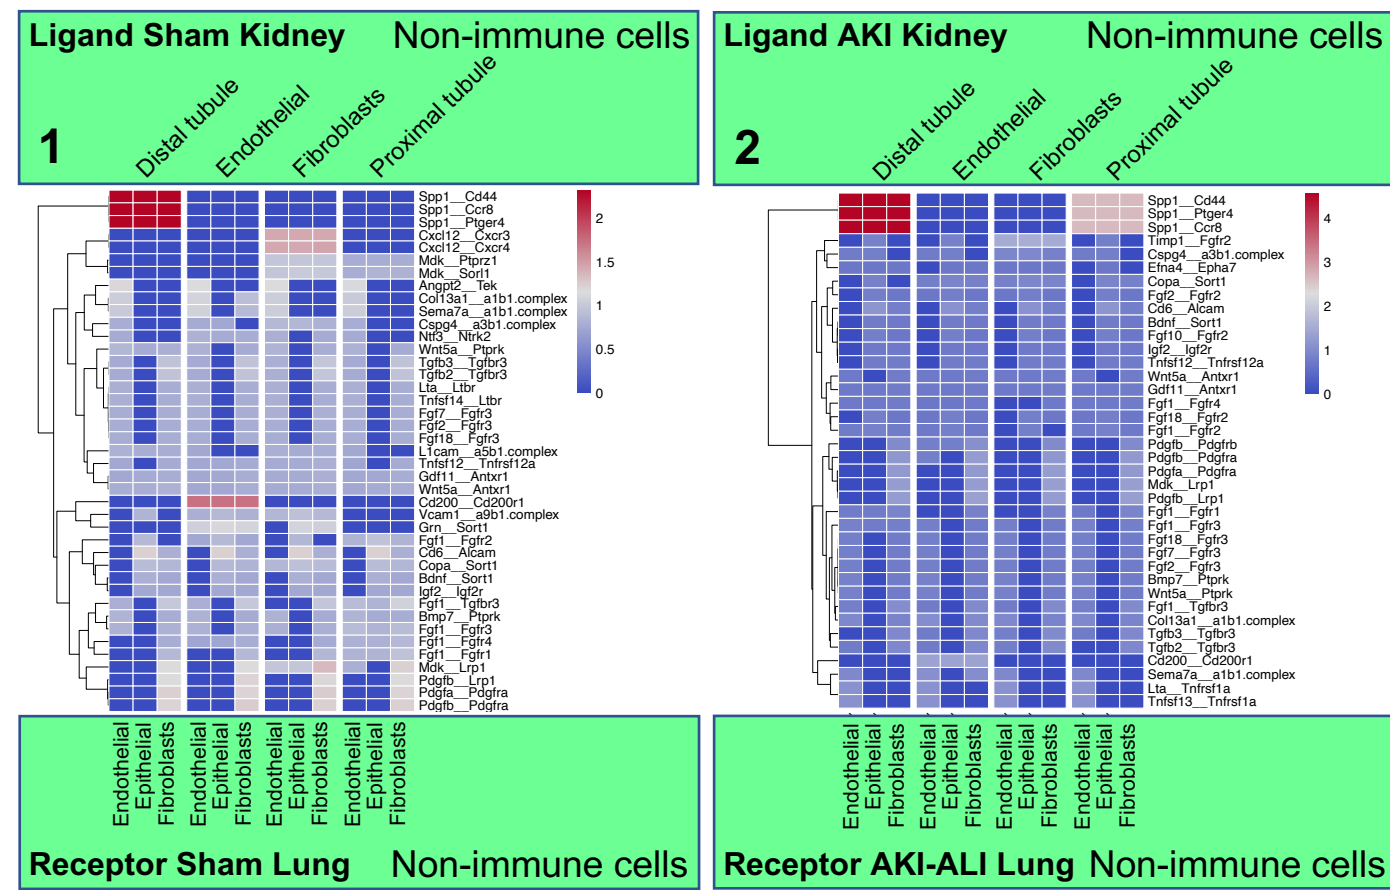 Ligand Sham Kidney Non-immune cells
1
Distal tubule
Endothelial
Fibroblasts
Proximal tubule
Spp1__Cd44
Spp1__Ccr8
Spp1__Ptger4
Cxcl12__Cxcr3
Cxcl12__Cxcr4
Mdk__Ptprz1
Mdk__Sorl1
Angpt2__Tek
Col13a1__a1b1.complex
Sema7a__a1b1.complex
Cspg4__a3b1.complex
Ntf3__Ntrk2
Wnt5a__Ptprk
Tgfb3__Tgfbr3
Tgfb2__Tgfbr3
Lta__Ltbr
Tnfsf14__Ltbr
Fgf7__Fgfr3
Fgf2__Fgfr3
Fgf18__Fgfr3
L1cam__a5b1.complex
Tnfsf12__Tnfrsf12a
Gdf11__Antxr1
Wnt5a__Antxr1
Cd200__Cd200r1
Vcam1__a9b1.complex
Grn__Sort1
Fgf1__Fgfr2
Cd6__Alcam
Copa__Sort1
Bdnf__Sort1
Igf2__Igf2r
Fgf1__Tgfbr3
Bmp7__Ptprk
Fgf1__Fgfr3
Fgf1__Fgfr4
Fgf1__Fgfr1
Mdk__Lrp1
Pdgfb__Lrp1
Pdgfa__Pdgfra
Pdgfb__Pdgfra
2
1.5
1
0.5
0
Endothelial
Epithelial
Fibroblasts
Endothelial
Epithelial
Fibroblasts
Endothelial
Epithelial
Fibroblasts
Endothelial
Epithelial
Fibroblasts
Receptor Sham Lung Non-immune cells
Ligand AKI Kidney Non-immune cells
2
Distal tubule
Endothelial
Fibroblasts
Proximal tubule
Spp1__Cd44
Spp1__Ptger4
Spp1__Ccr8
Timp1__Fgfr2
Cspg4__a3b1.complex
Efna4__Epha7
Copa__Sort1
Fgf2__Fgfr2
Cd6__Alcam
Bdnf__Sort1
Fgf10__Fgfr2
Igf2__Igf2r
Tnfsf12__Tnfrsf12a
Wnt5a__Antxr1
Gdf11__Antxr1
Fgf1__Fgfr4
Fgf18__Fgfr2
Fgf1__Fgfr2
Pdgfb__Pdgfrb
Pdgfb__Pdgfra
Pdgfa__Pdgfra
Mdk__Lrp1
Pdgfb__Lrp1
Fgf1__Fgfr1
Fgf1__Fgfr3
Fgf18__Fgfr3
Fgf7__Fgfr3
Fgf2__Fgfr3
Bmp7__Ptprk
Wnt5a__Ptprk
Fgf1__Tgfbr3
Col13a1__a1b1.complex
Tgfb3__Tgfbr3
Tgfb2__Tgfbr3
Cd200__Cd200r1
Sema7a__a1b1.complex
Lta__Tnfrsf1a
Tnfsf13__Tnfrsf1a
4
3
2
1
0
Endothelial
Epithelial
Fibroblasts
Endothelial
Epithelial
Fibroblasts
Endothelial
Epithelial
Fibroblasts
Endothelial
Epithelial
Fibroblasts
Receptor AKI-ALI Lung Non-immune cells